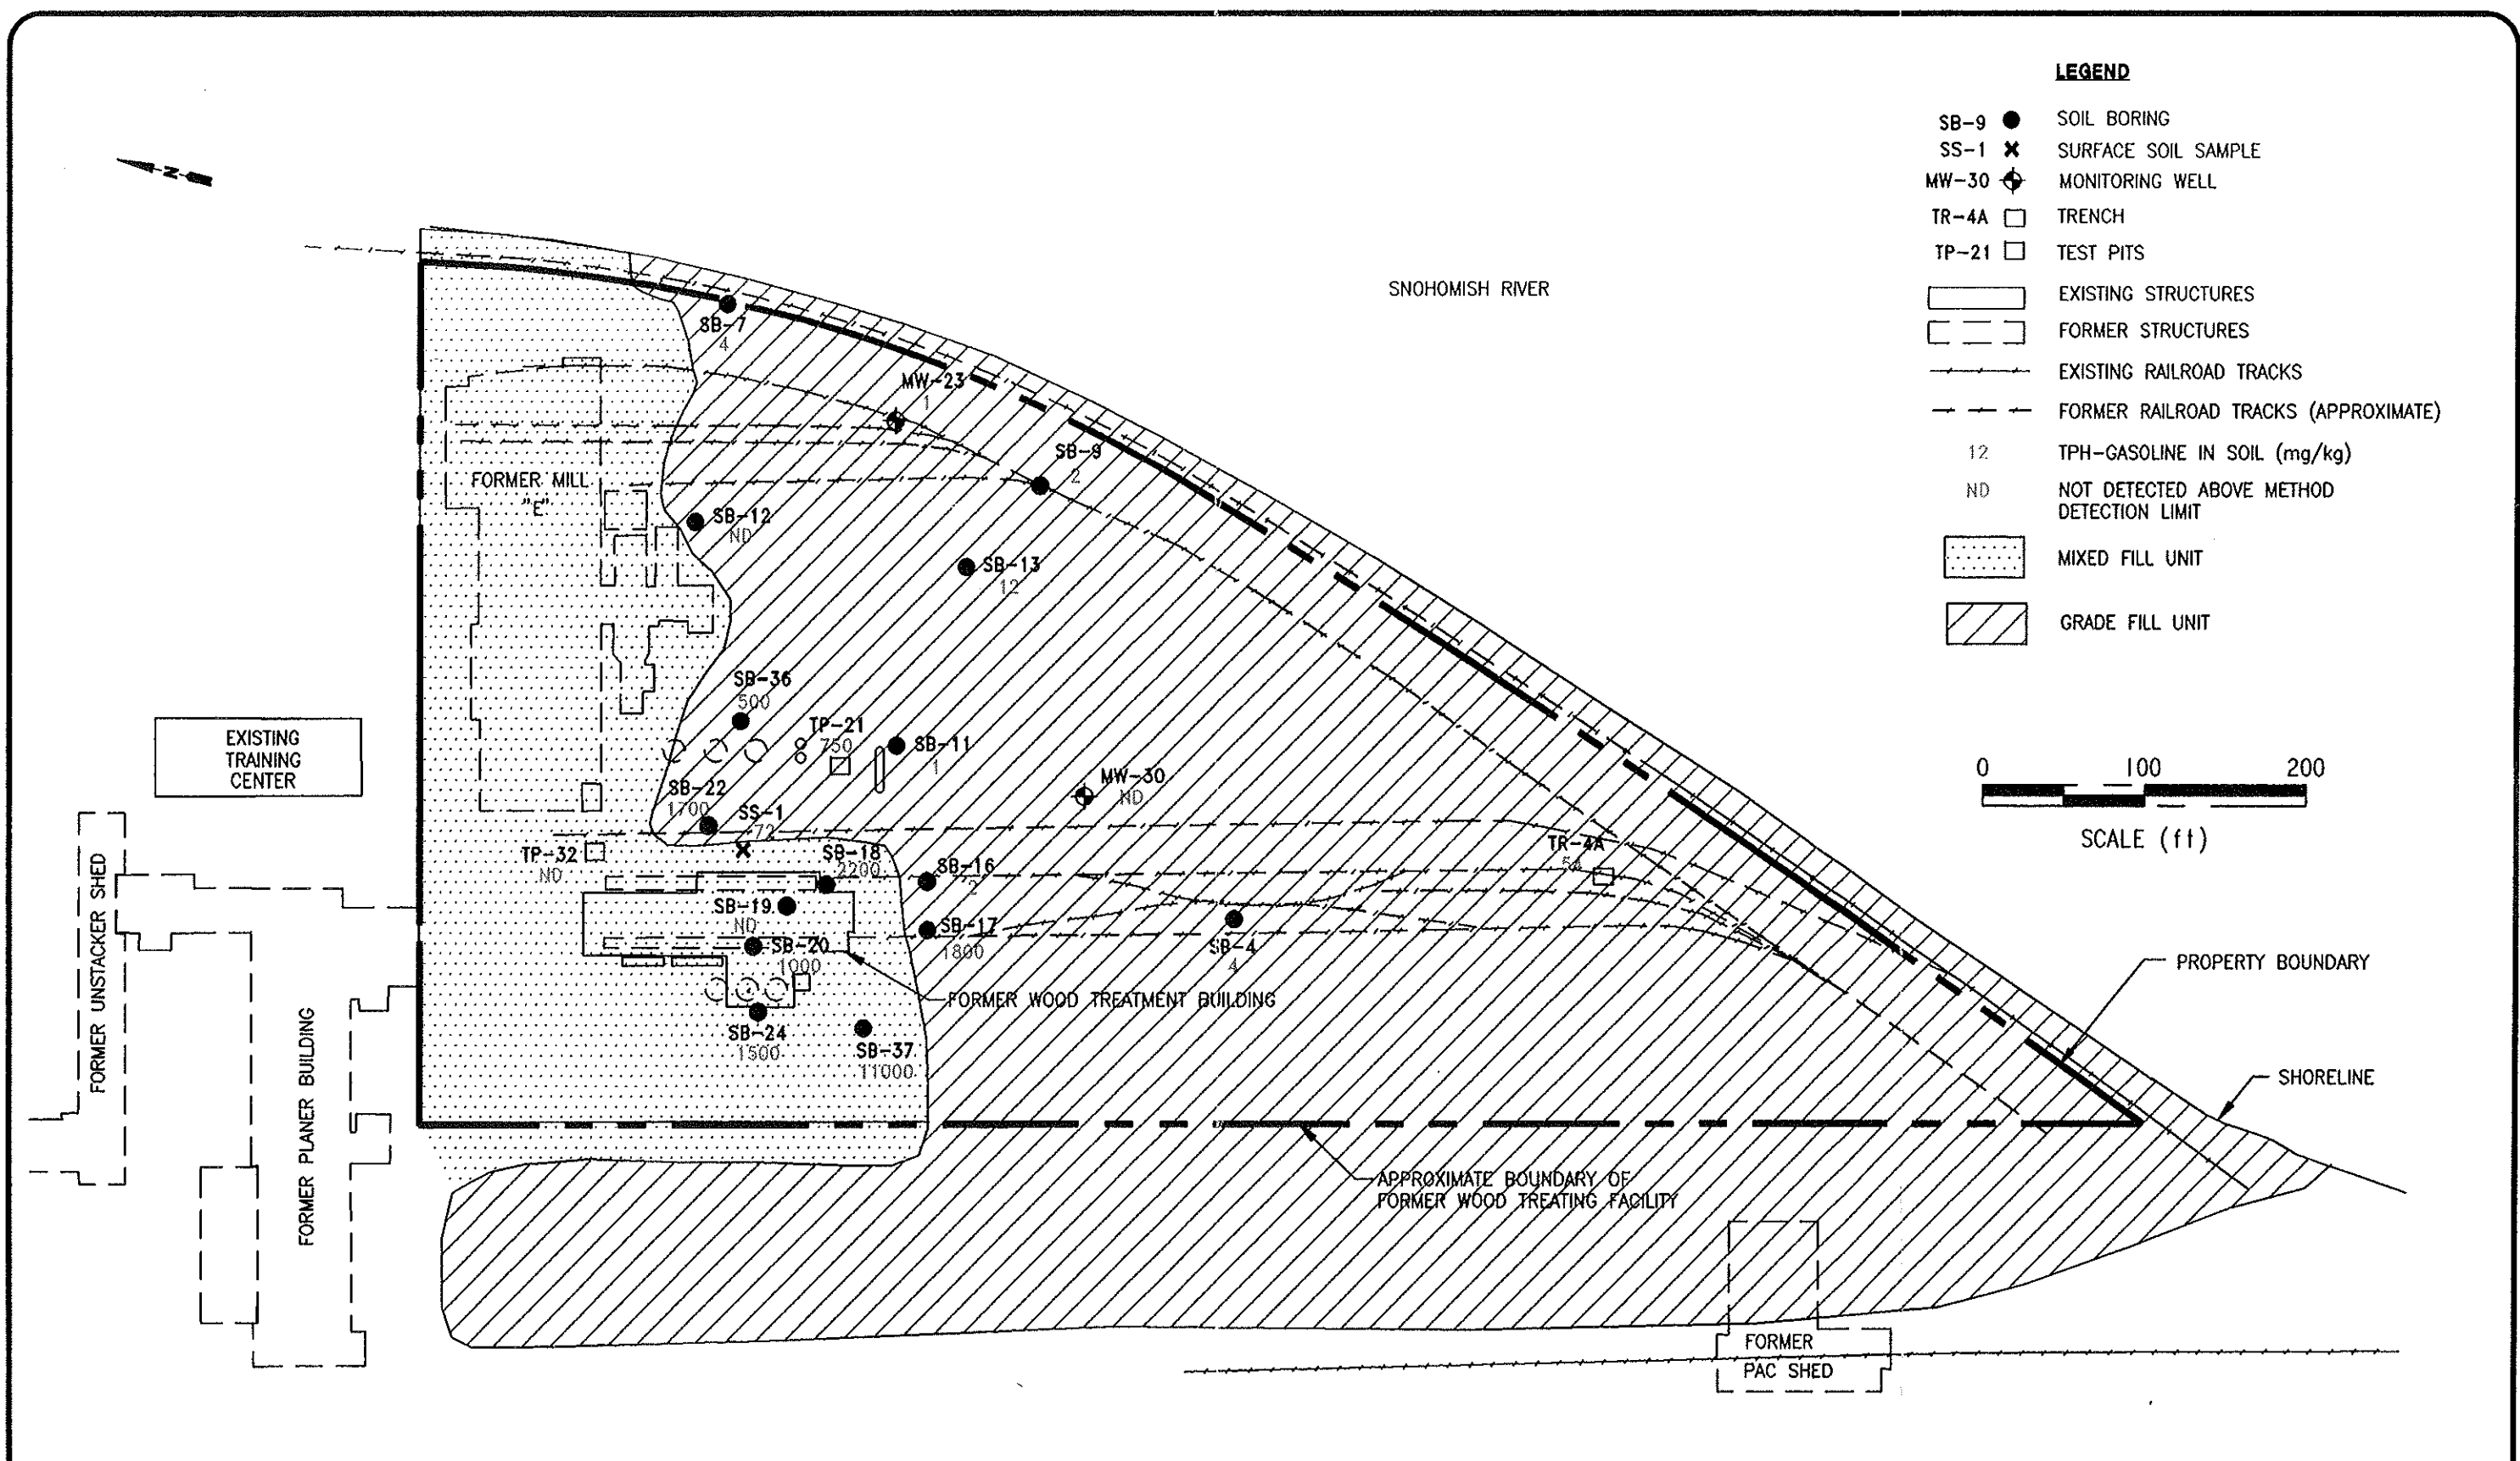 LEGEND
SB-9 SOIL BORING
SS-1 SURFACE SOIL SAMPLE
MW-30 MONITORING WELL
TR-4A TRENCH
TP-21 TEST PITS
EXISTING STRUCTURES
FORMER STRUCTURES
EXISTING RAILROAD TRACKS
FORMER RAILROAD TRACKS (APPROXIMATE)
12 TPH-GASOLINE IN SOIL (mg/kg)
ND NOT DETECTED ABOVE METHOD
DETECTION LIMIT
MIXED FILL UNIT
GRADE FILL UNIT
0 100 200
SCALE (ft)
N
SNOHOMISH RIVER
SB-7
4
MW-23
1
SB-9
2
FORMER MILL
"E"
SB-12
ND
SB-13
12
SB-36
500
TP-21
750
SB-11
1
EXISTING
TRAINING
CENTER
SB-22
1700
SS-1
72
MW-30
ND
TP-32
ND
SB-18
2200
SB-16
2
TR-4A
SB-19
ND
SB-17
1800
SB-20
1000
SB-4
4
FORMER WOOD TREATMENT BUILDING
SB-24
1500
SB-37
11000
FORMER UNSTACKER SHED
FORMER PLANER BUILDING
PROPERTY BOUNDARY
SHORELINE
APPROXIMATE BOUNDARY OF
FORMER WOOD TREATING FACILITY
FORMER
PAC SHED